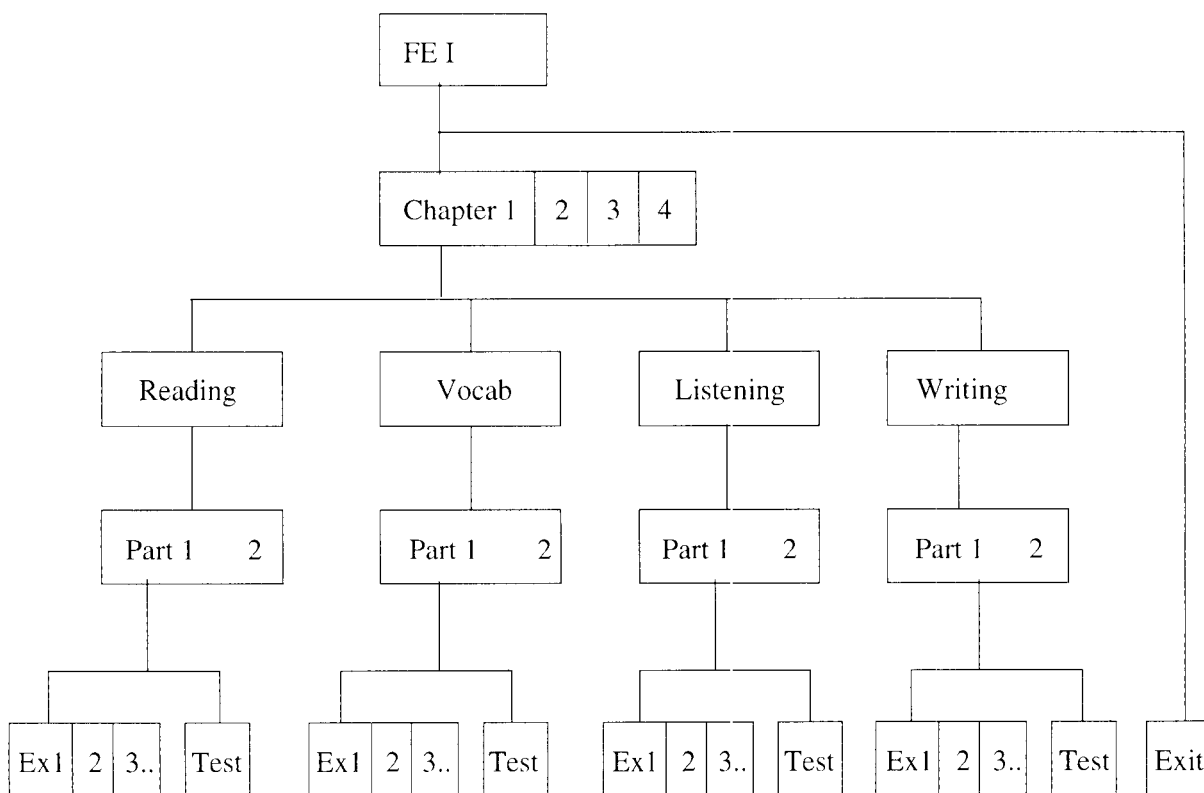 FE I
Chapter 1 2 3 4
Reading Vocab Listening Writing
Part 1 2 Part 1 2 Part 1 2 Part 1 2
Ex1 2 3.. Test Ex1 2 3.. Test Ex1 2 3.. Test Ex1 2 3.. Test Exit